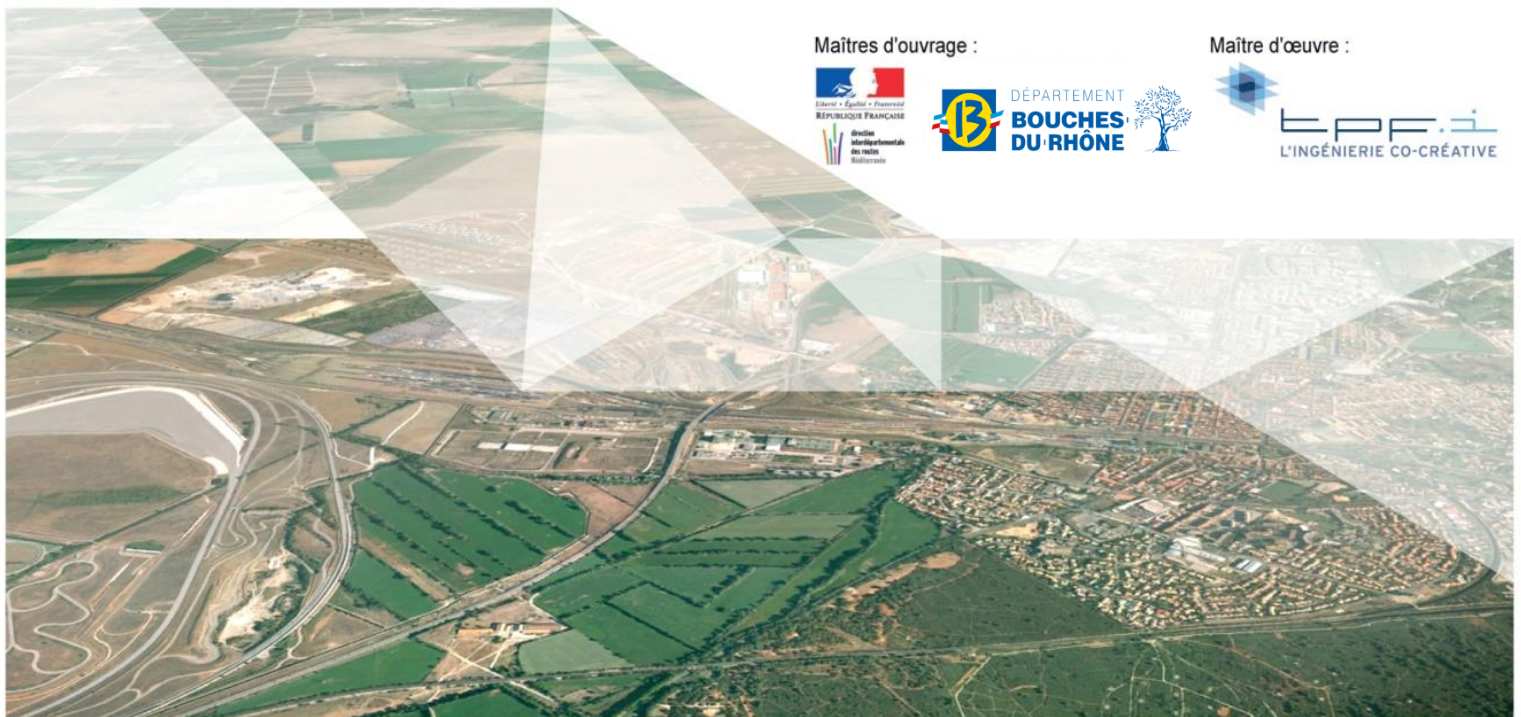 Maîtres d'ouvrage :
Maître d'œuvre :
Liberté • Égalité • Fraternité
RÉPUBLIQUE FRANÇAISE
direction
interdépartementale
des routes
Méditerranée
13
DÉPARTEMENT
BOUCHES
DU RHÔNE
tpf.i
L'INGÉNIERIE CO-CRÉATIVE